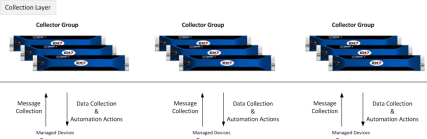 Collection Layer
Collector Group
Collector Group
Collector Group
Message
Collection
Data Collection
&
Automation Actions
Message
Collection
Data Collection
&
Automation Actions
Message
Collection
Data Collection
&
Automation Actions
Managed Devices
Managed Devices
Managed Devices